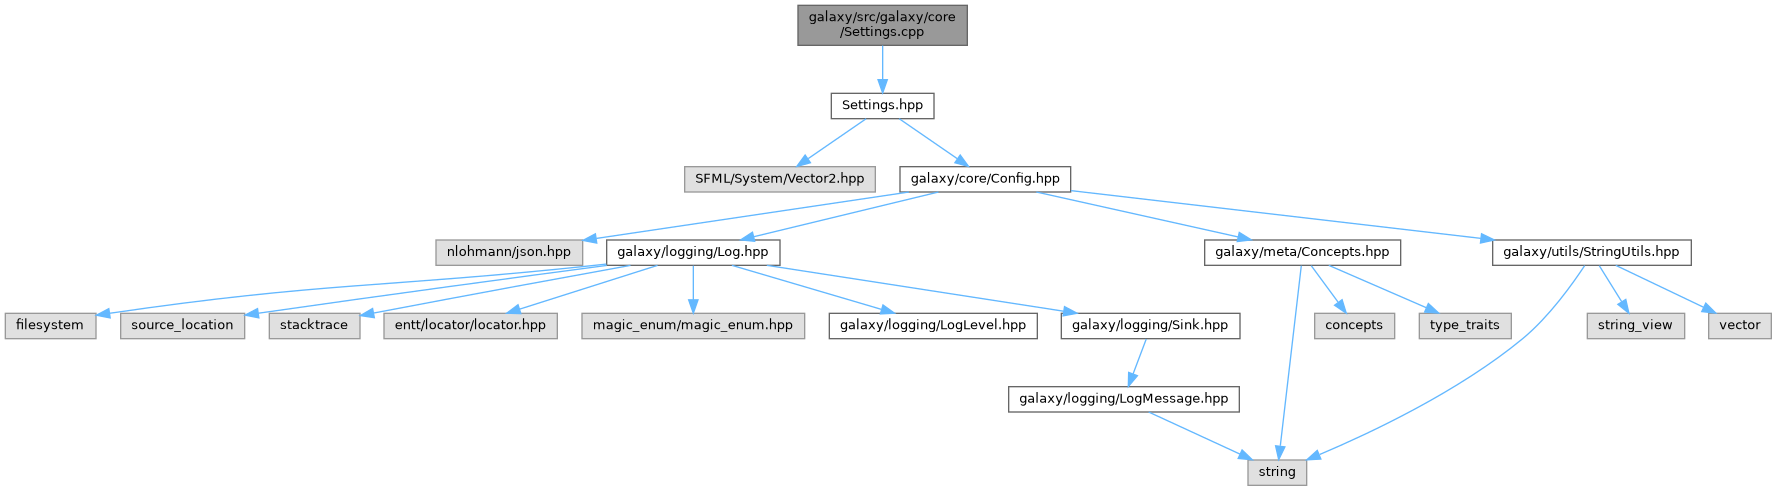 galaxy/src/galaxy/core
/Settings.cpp
Settings.hpp
SFML/System/Vector2.hpp
galaxy/core/Config.hpp
nlohmann/json.hpp
galaxy/logging/Log.hpp
galaxy/meta/Concepts.hpp
galaxy/utils/StringUtils.hpp
filesystem
source_location
stacktrace
entt/locator/locator.hpp
magic_enum/magic_enum.hpp
galaxy/logging/LogLevel.hpp
galaxy/logging/Sink.hpp
concepts
type_traits
string_view
vector
galaxy/logging/LogMessage.hpp
string